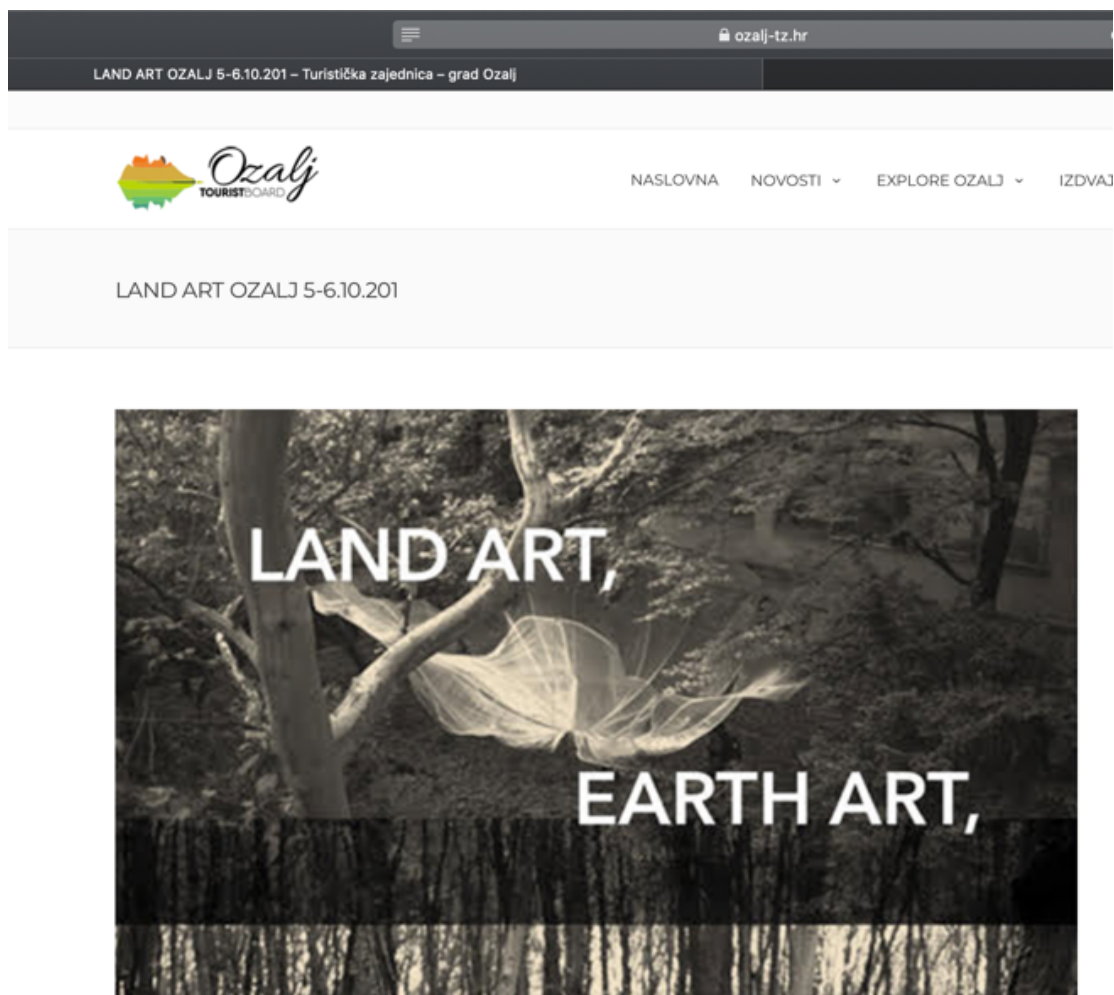 ozalj-tz.hr
LAND ART OZALJ 5-6.10.201 – Turistička zajednica – grad Ozalj
Ozalj
TOURISTBOARD
NASLOVNA NOVOSTI EXPLORE OZALJ IZDVAJ
LAND ART OZALJ 5-6.10.201
LAND ART,
EARTH ART,